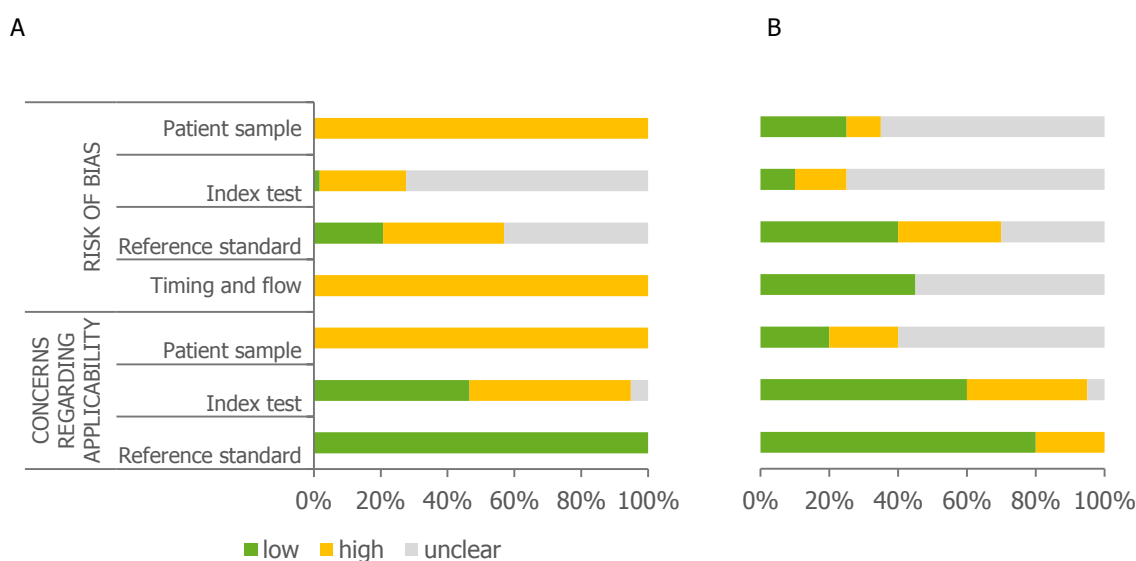 A
B
RISK OF BIAS
Patient sample
Index test
Reference standard
Timing and flow
CONCERNS
REGARDING
APPLICABILITY
Patient sample
Index test
Reference standard
0% 20% 40% 60% 80% 100%
0% 20% 40% 60% 80% 100%
low high unclear